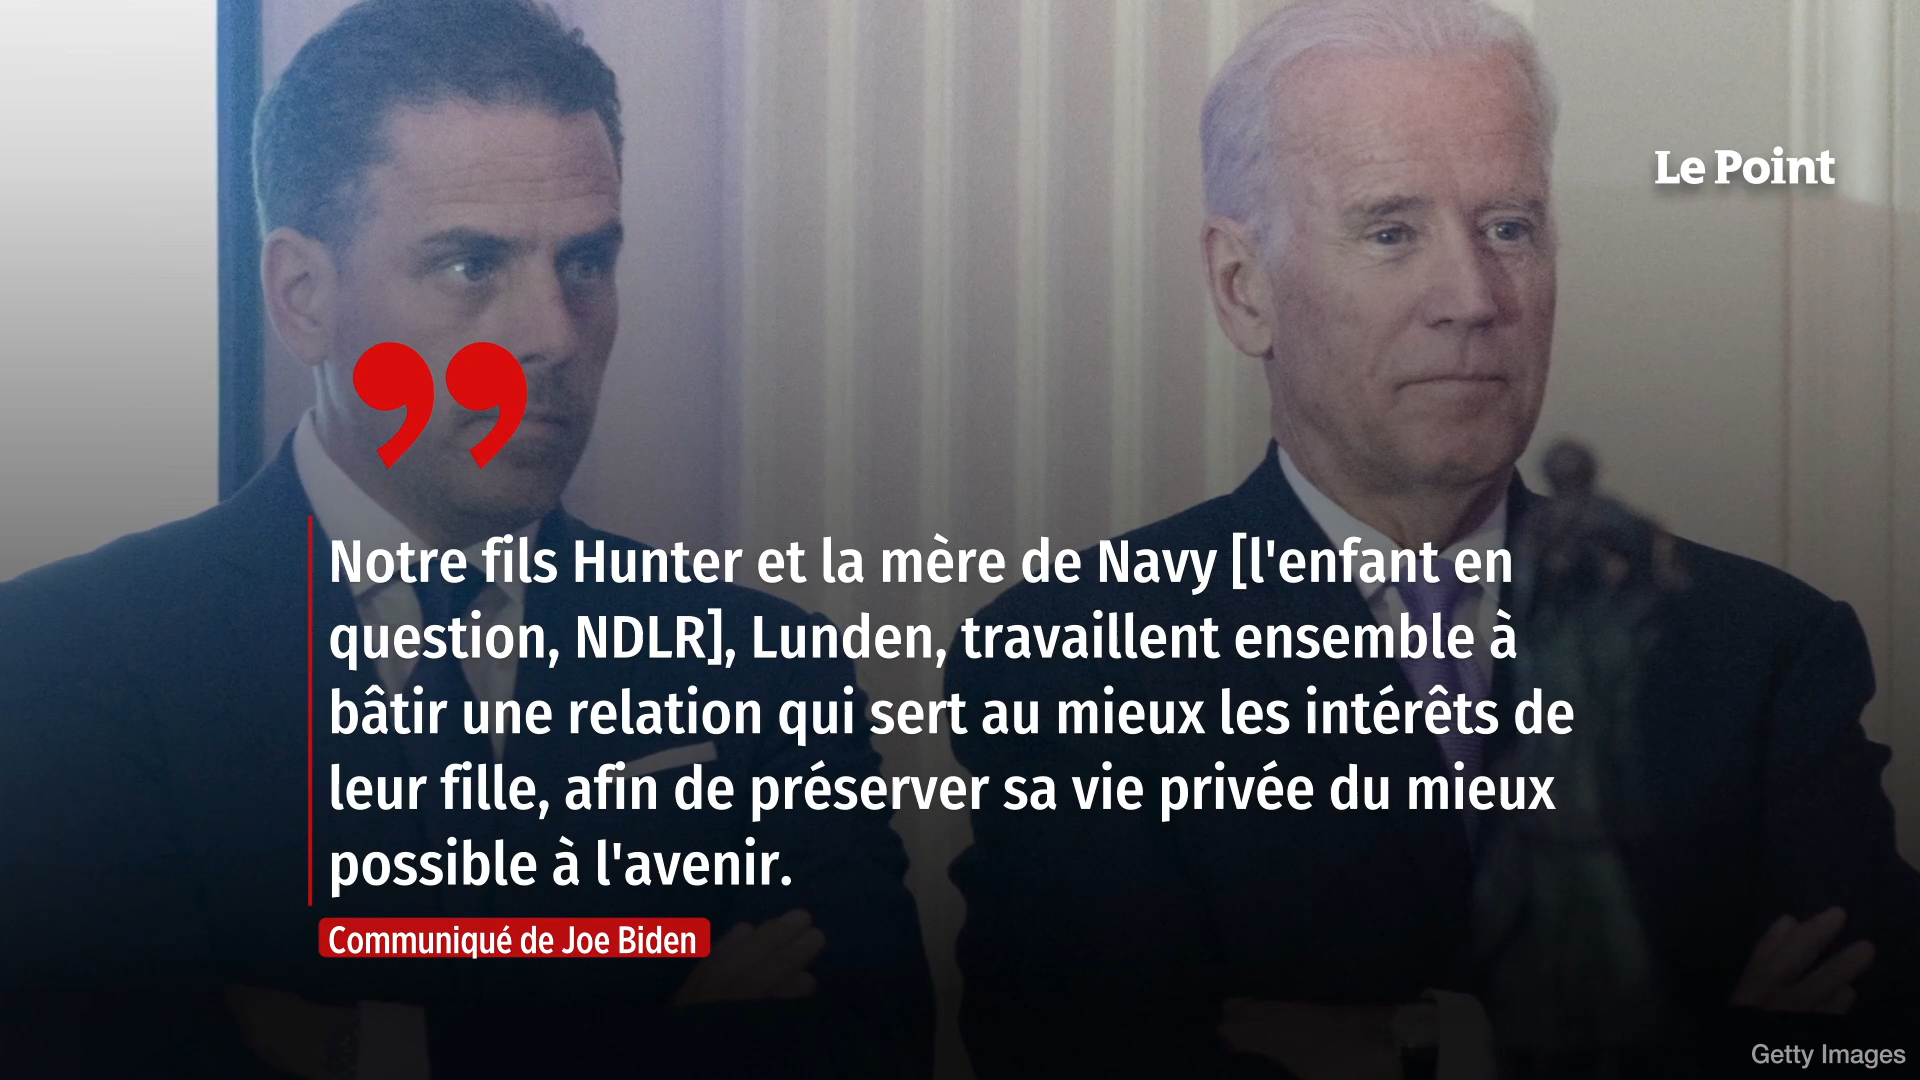 Le Point
Notre fils Hunter et la mère de Navy [l'enfant en
question, NDLR], Lunden, travaillent ensemble à
bâtir une relation qui sert au mieux les intérêts de
leur fille, afin de préserver sa vie privée du mieux
possible à l'avenir.
Communiqué de Joe Biden
Getty Images